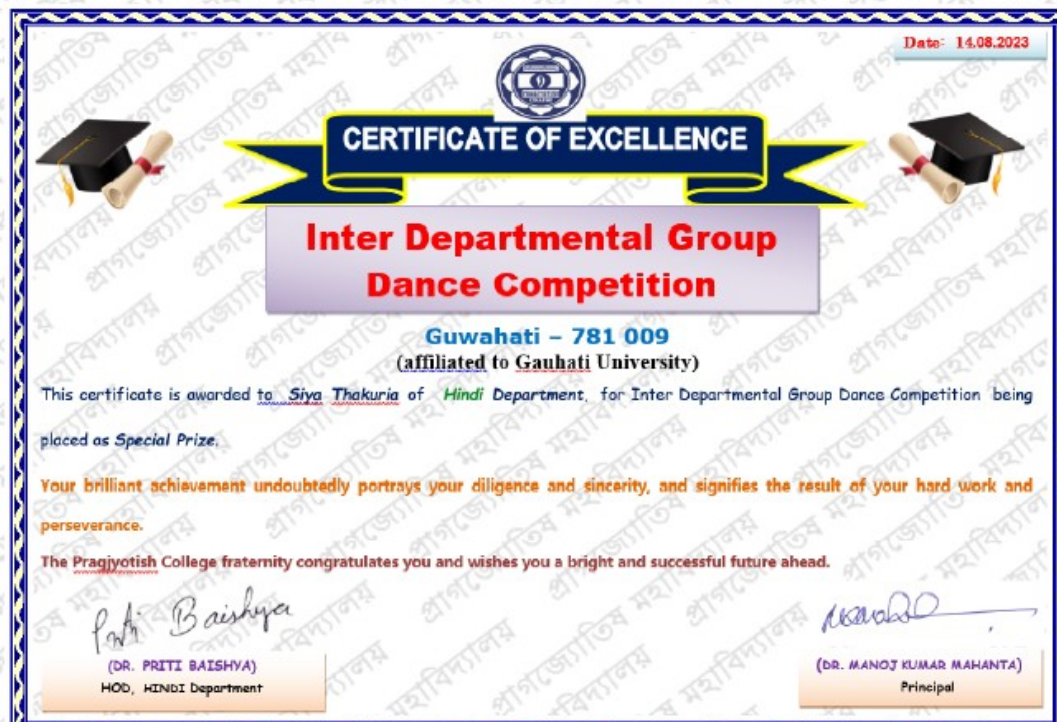 Date: 14.08.2023
CERTIFICATE OF EXCELLENCE
Inter Departmental Group
Dance Competition
Guwahati – 781 009
(affiliated to Gauhati University)
This certificate is awarded to Siya Thakuria of Hindi Department, for Inter Departmental Group Dance Competition being
placed as Special Prize.
Your brilliant achievement undoubtedly portrays your diligence and sincerity, and signifies the result of your hard work and
perseverance.
The Pragjyotish College fraternity congratulates you and wishes you a bright and successful future ahead.
Priti Baishya
(DR. PRITI BAISHYA)
HOD, HINDI Department
(DR. MANOJ KUMAR MAHANTA)
Principal
প্ৰাগজ্যোতিষ মহাবিদ্যালয়